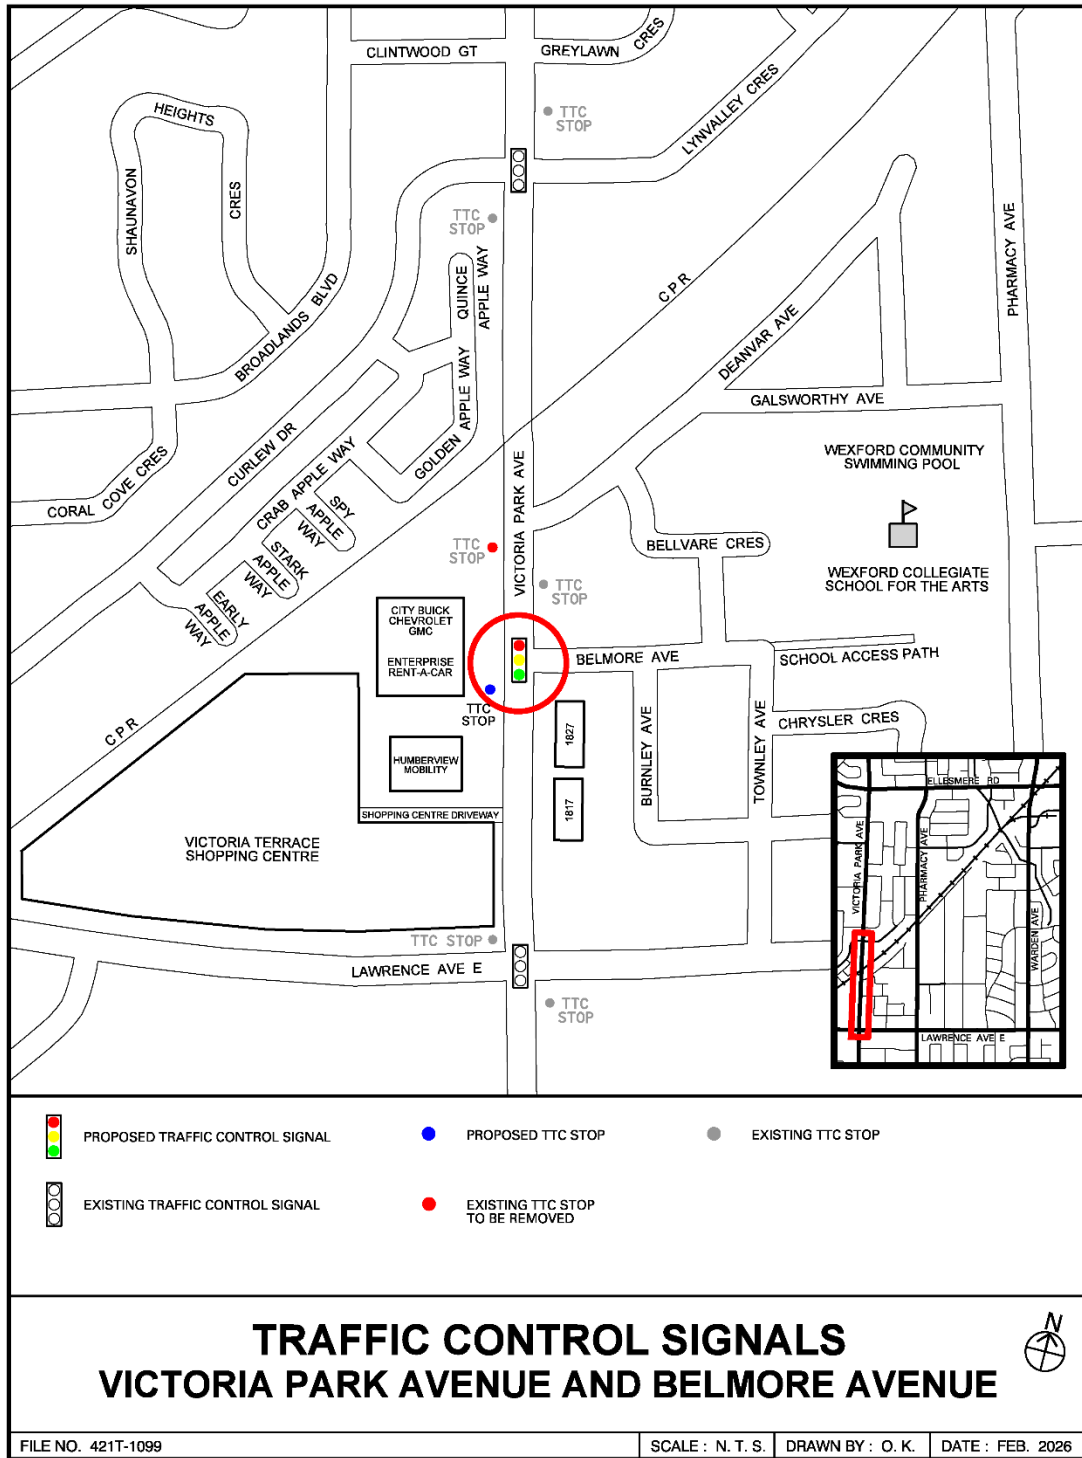 CLINTWOOD GT
GREYLAWN
CRES
HEIGHTS
TTC
STOP
LYNVALLEY CRES
SHAUNAVON
CRES
TTC
STOP
PHARMACY AVE
QUINCE
APPLE WAY
CPR
BROADLANDS BLVD
DEANVAR AVE
GOLDEN APPLE WAY
GALSWORTHY AVE
CURLEW DR
CRAB APPLE WAY
CORAL COVE CRES
VICTORIA PARK AVE
WEXFORD COMMUNITY
SWIMMING POOL
SPY
APPLE
WAY
STARK
APPLE
WAY
EARLY
APPLE
WAY
TTC
STOP
BELLVARE CRES
TTC
STOP
WEXFORD COLLEGIATE
SCHOOL FOR THE ARTS
CITY BUICK
CHEVROLET
GMC
ENTERPRISE
RENT-A-CAR
BELMORE AVE
SCHOOL ACCESS PATH
TTC
STOP
CPR
1827
BURNLEY AVE
TOWNLEY AVE
CHRYSLER CRES
HUMBERVIEW
MOBILITY
1817
SHOPPING CENTRE DRIVEWAY
VICTORIA TERRACE
SHOPPING CENTRE
ELLESMERE RD
VICTORIA PARK AVE
PHARMACY AVE
WARDEN AVE
LAWRENCE AVE E
TTC STOP
LAWRENCE AVE E
TTC
STOP
PROPOSED TRAFFIC CONTROL SIGNAL
PROPOSED TTC STOP
EXISTING TTC STOP
EXISTING TRAFFIC CONTROL SIGNAL
EXISTING TTC STOP
TO BE REMOVED
TRAFFIC CONTROL SIGNALS
VICTORIA PARK AVENUE AND BELMORE AVENUE
N
FILE NO. 421T-1099
SCALE : N. T. S.
DRAWN BY : O. K.
DATE : FEB. 2026